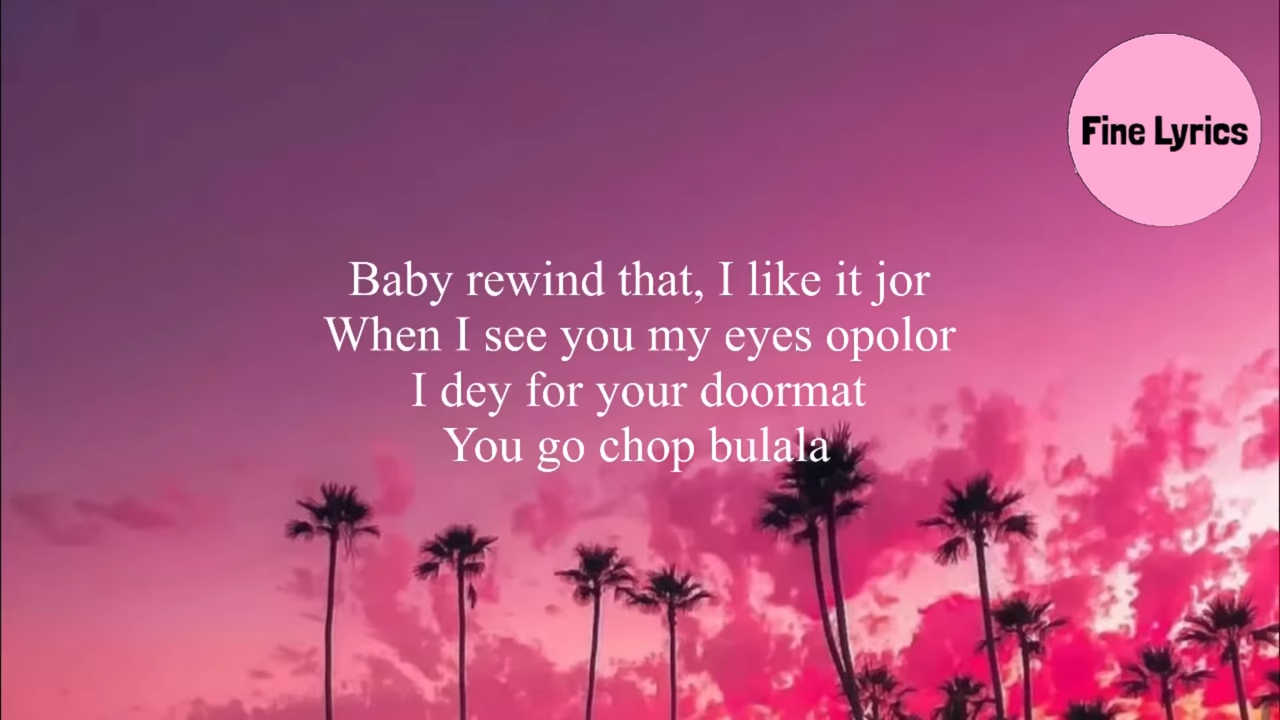 Fine Lyrics
Baby rewind that, I like it jor
When I see you my eyes opolor
I dey for your doormat
You go chop bulala